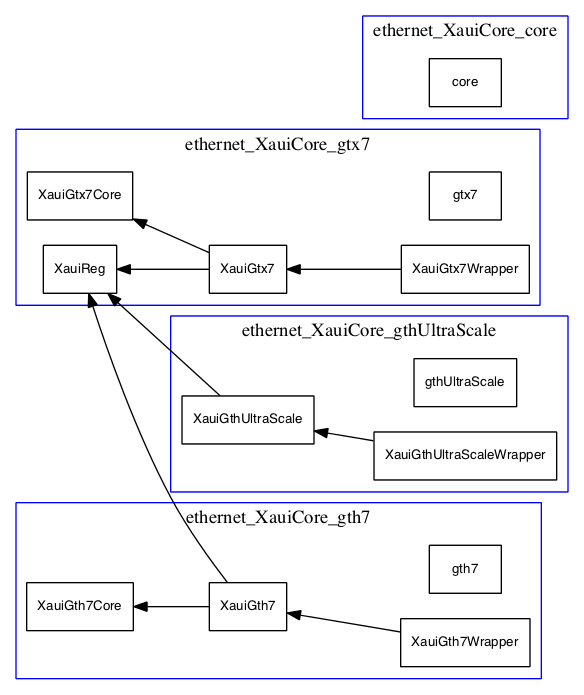 ethernet_XauiCore_core
core
ethernet_XauiCore_gtx7
XauiGtx7Core
gtx7
XauiReg
XauiGtx7
XauiGtx7Wrapper
ethernet_XauiCore_gthUltraScale
gthUltraScale
XauiGthUltraScale
XauiGthUltraScaleWrapper
ethernet_XauiCore_gth7
gth7
XauiGth7Core
XauiGth7
XauiGth7Wrapper